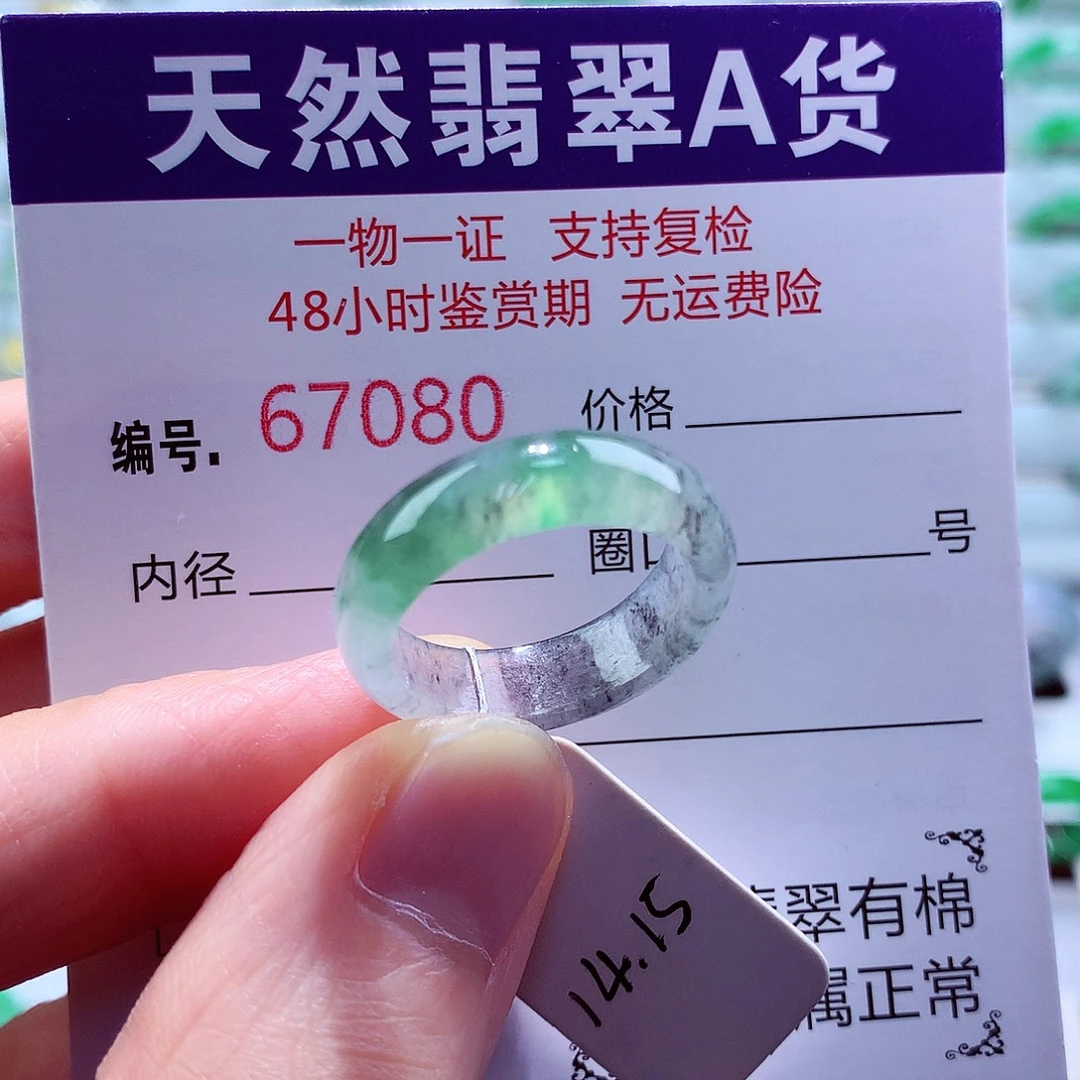 天然翡翠A货
一物一证 支持复检
48小时鉴赏期 无运费险
编号. 67080 价格
内径 圈口 号
翠有棉
属正常
14.15